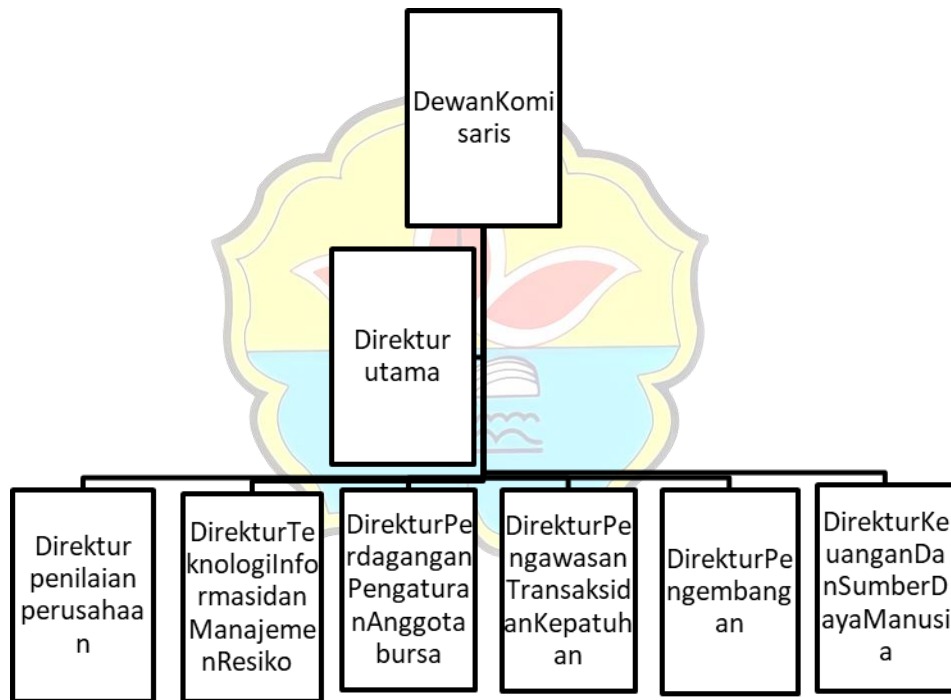 DewanKomi
saris
Direktur
utama
Direktur
penilaian
perusahaa
n
DirekturTe
knologiInfo
rmasidan
Manajeme
nResiko
DirekturPe
rdagangan
Pengatura
nAnggota
bursa
DirekturPe
ngawasan
Transaksid
anKepatuh
an
DirekturPe
ngembang
an
DirekturKe
uanganDa
nSumberD
ayaManusi
a